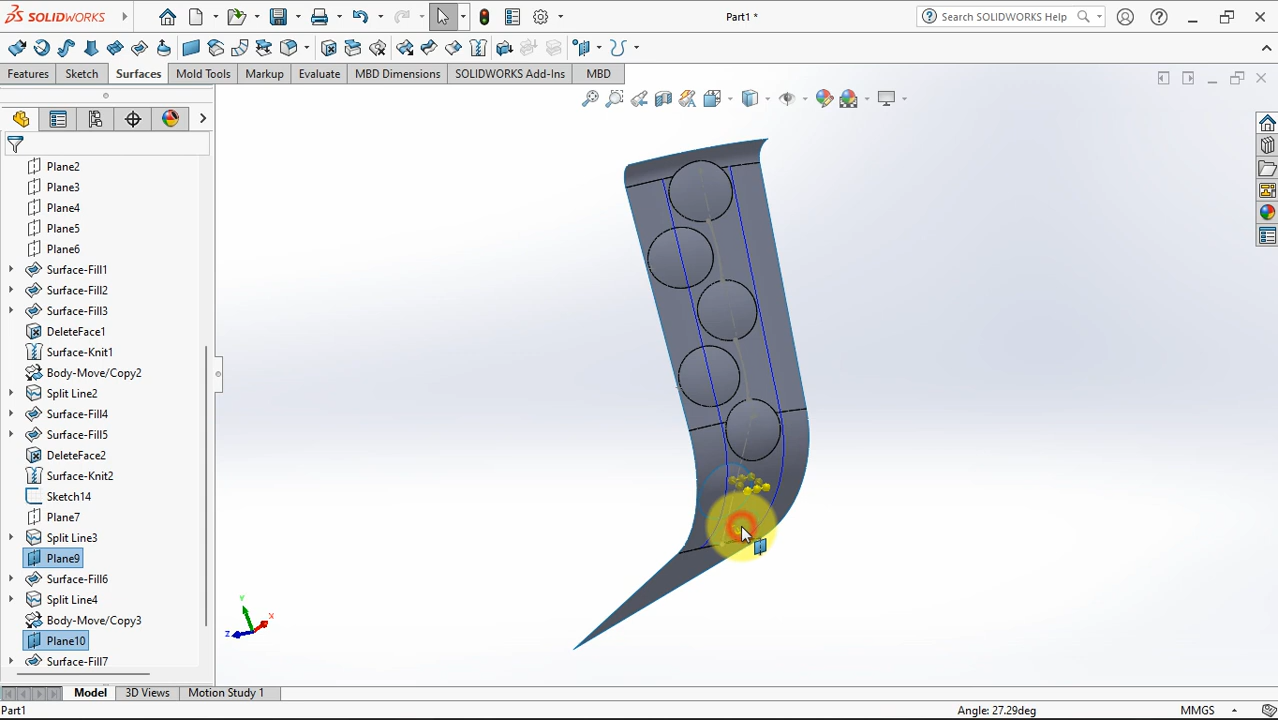 SOLIDWORKS
Part1 *
Search SOLIDWORKS Help
Features
Sketch
Surfaces
Mold Tools
Markup
Evaluate
MBD Dimensions
SOLIDWORKS Add-Ins
MBD
Plane2
Plane3
Plane4
Plane5
Plane6
Surface-Fill1
Surface-Fill2
Surface-Fill3
DeleteFace1
Surface-Knit1
Body-Move/Copy2
Split Line2
Surface-Fill4
Surface-Fill5
DeleteFace2
Surface-Knit2
Sketch14
Plane7
Split Line3
Plane9
Surface-Fill6
Split Line4
Body-Move/Copy3
Plane10
Surface-Fill7
Y
X
Z
Model
3D Views
Motion Study 1
Part1
Angle: 27.29deg
MMGS